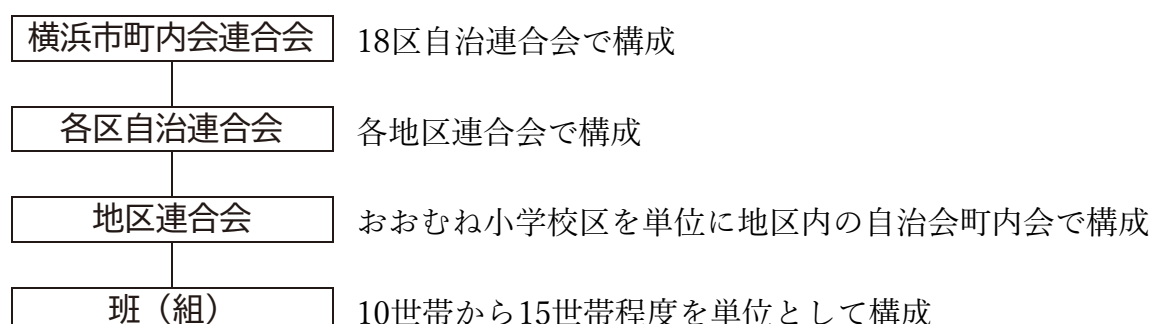 横浜市町内会連合会 18区自治連合会で構成
各区自治連合会 各地区連合会で構成
地区連合会 おおむね小学校区を単位に地区内の自治会町内会で構成
班（組） 10世帯から15世帯程度を単位として構成